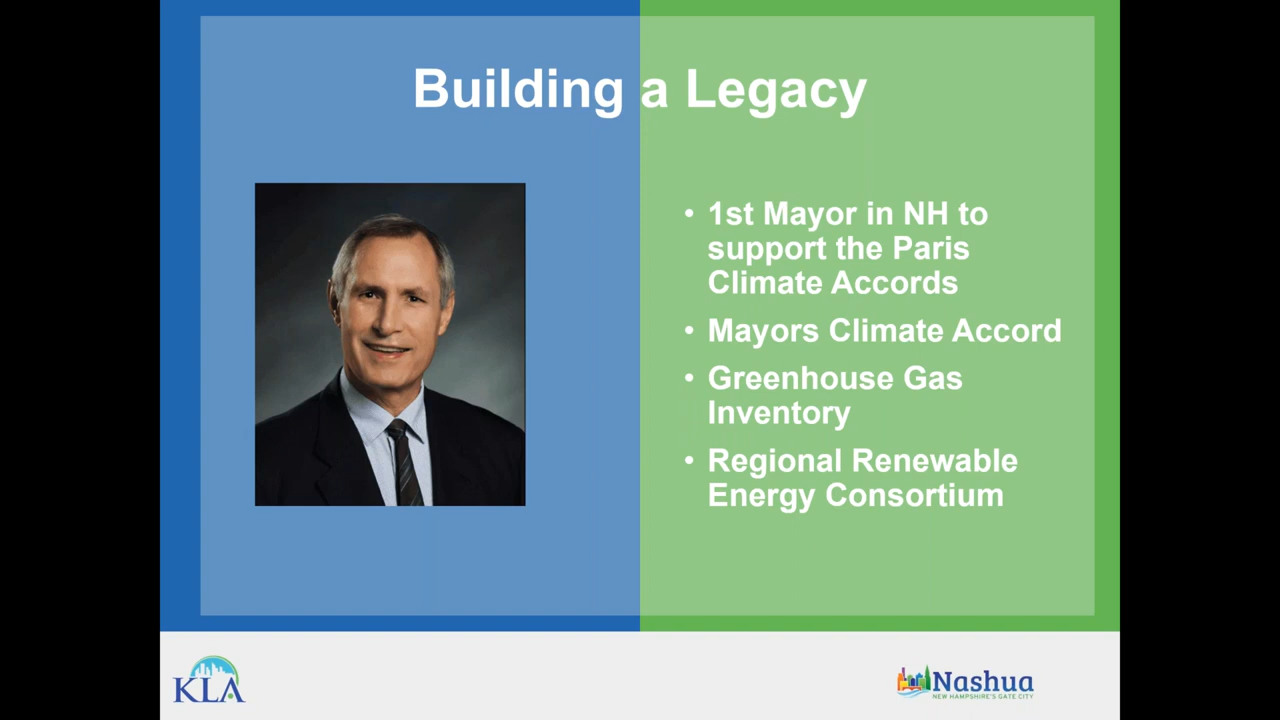 Building a Legacy
• 1st Mayor in NH to
support the Paris
Climate Accords
• Mayors Climate Accord
• Greenhouse Gas
Inventory
• Regional Renewable
Energy Consortium
KLA
Nashua
NEW HAMPSHIRE'S GATE CITY